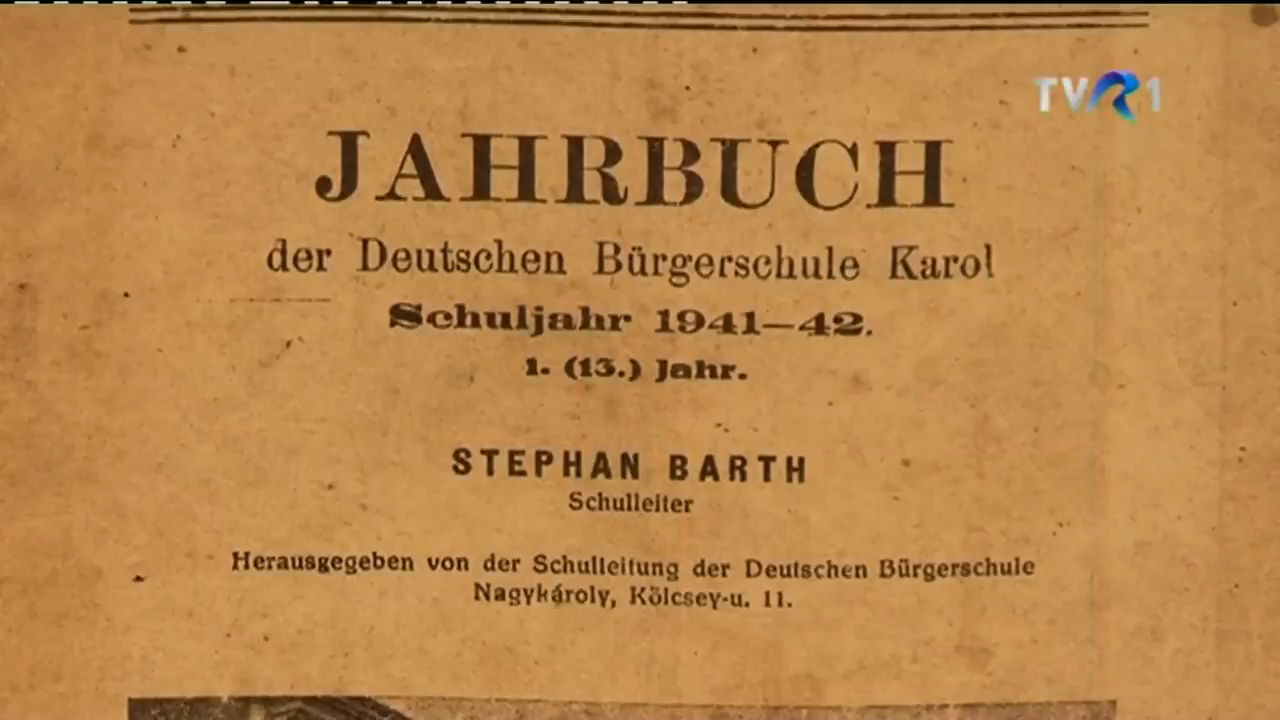 TVR1
JAHRBUCH
der Deutschen Bürgerschule Karol
Schuljahr 1941—42.
1. (13.) Jahr.
STEPHAN BARTH
Schulleiter
Herausgegeben von der Schulleitung der Deutschen Bürgerschule
Nagykároly, Kölcsey-u. 11.